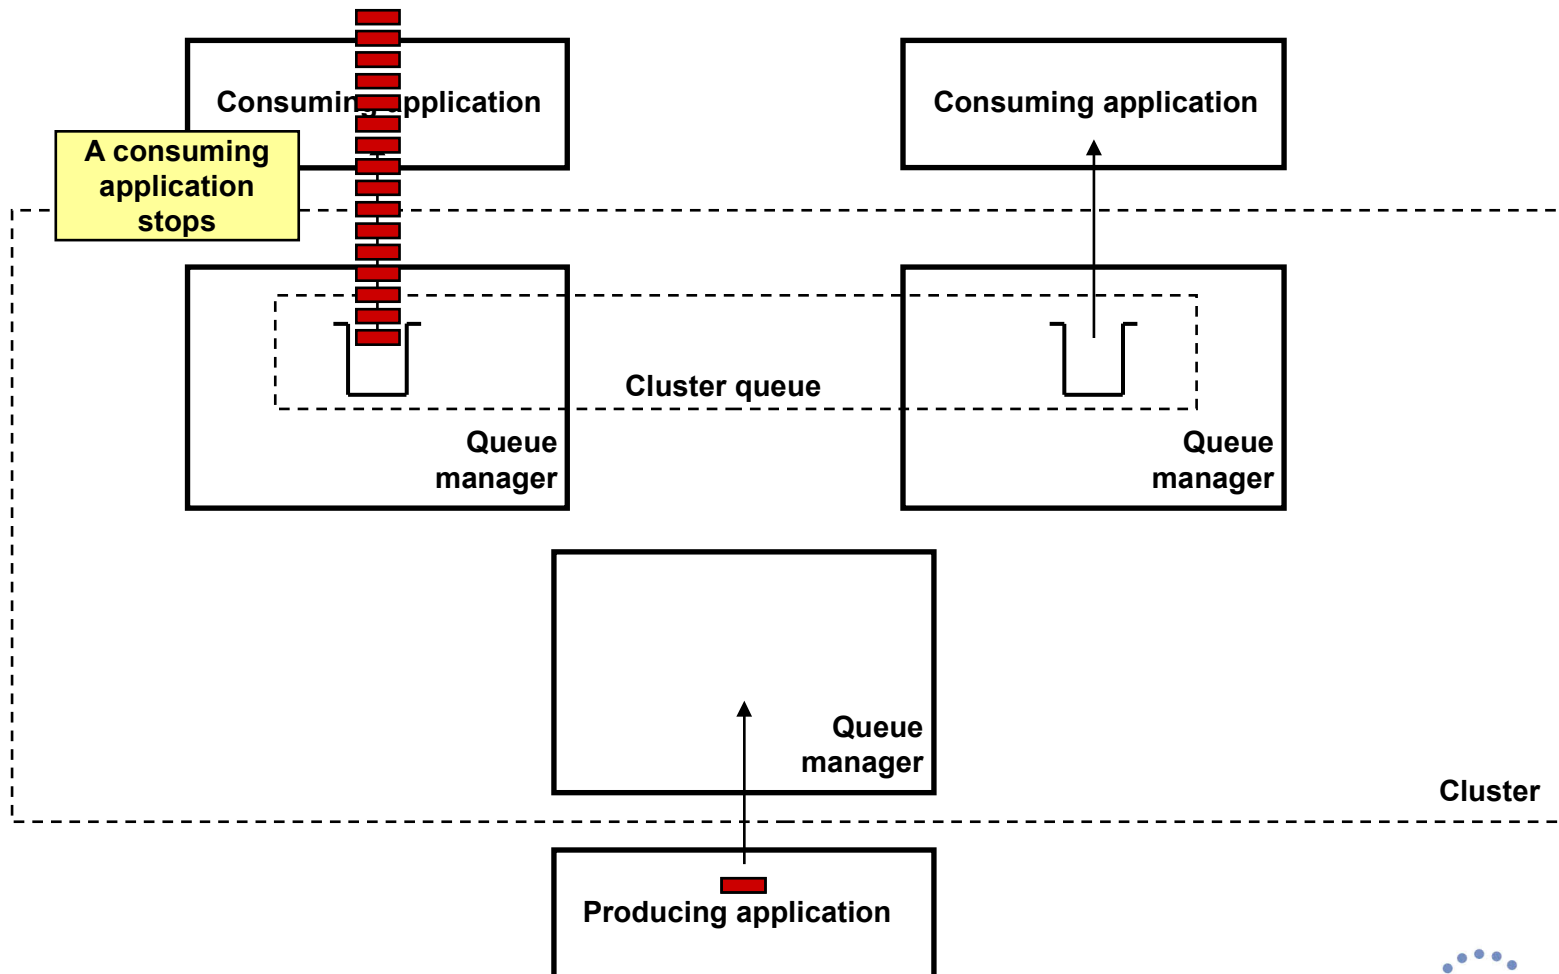 Consuming application
Consuming application
A consuming
application
stops
Cluster queue
Queue
manager
Queue
manager
Queue
manager
Cluster
Producing application